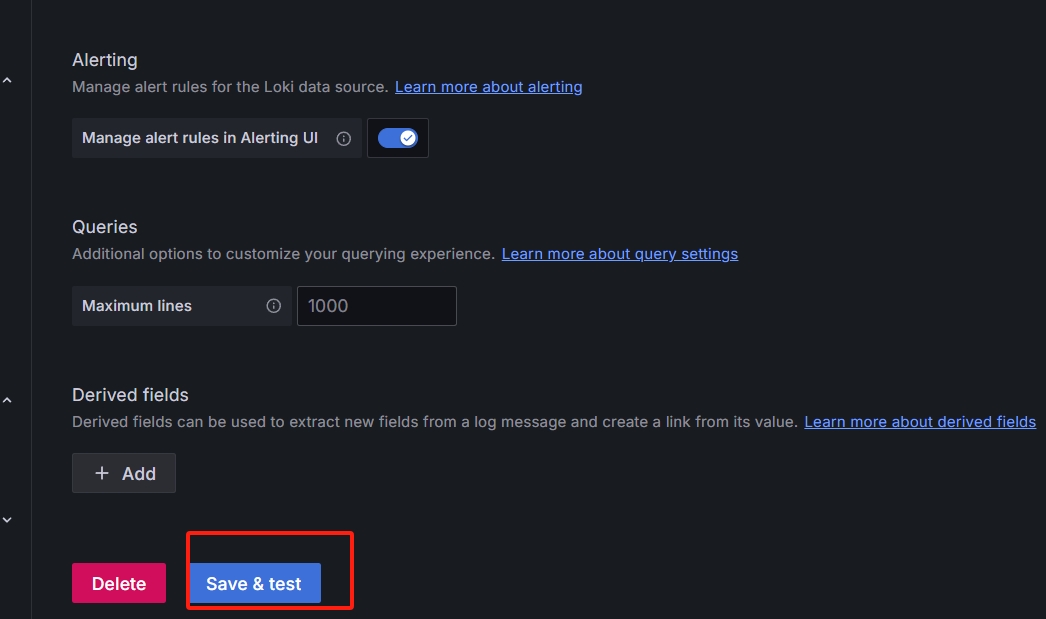 Alerting
Manage alert rules for the Loki data source. Learn more about alerting
Manage alert rules in Alerting UI
Queries
Additional options to customize your querying experience. Learn more about query settings
Maximum lines 1000
Derived fields
Derived fields can be used to extract new fields from a log message and create a link from its value. Learn more about derived fields
+ Add
Delete Save & test